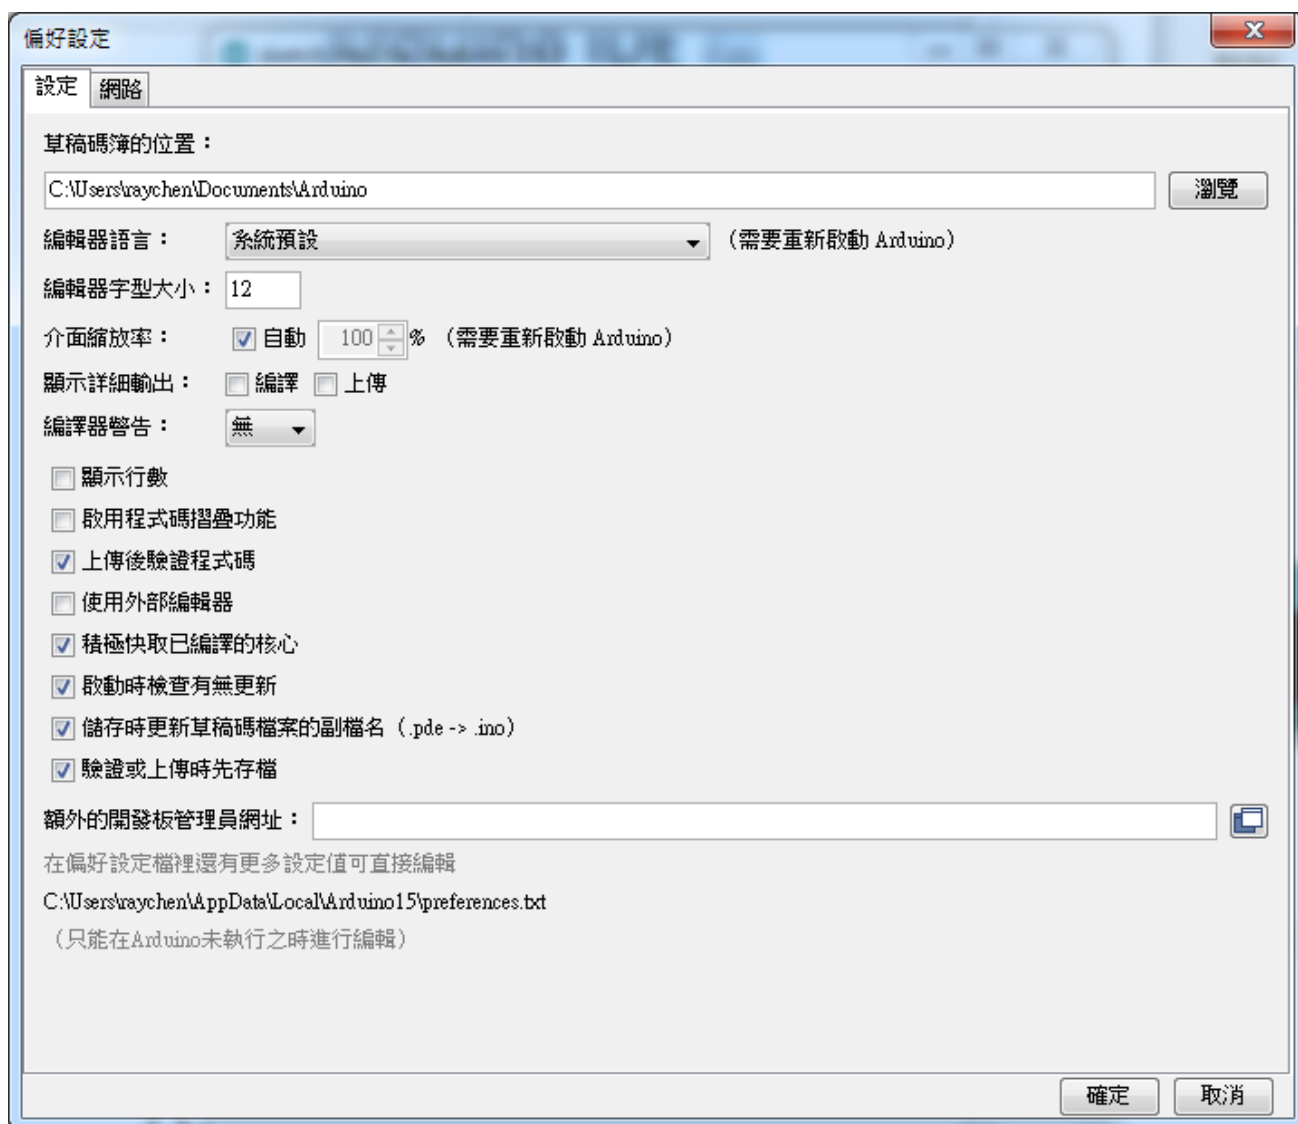 偏好設定
設定 網路
草稿碼簿的位置：
C:\Users\raychen\Documents\Arduino 瀏覽
編輯器語言： 系統預設 （需要重新啟動 Arduino）
編輯器字型大小： 12
介面縮放率： 自動 100 % （需要重新啟動 Arduino）
顯示詳細輸出： 編譯 上傳
編譯器警告： 無
顯示行數
啟用程式碼摺疊功能
上傳後驗證程式碼
使用外部編輯器
積極快取已編譯的核心
啟動時檢查有無更新
儲存時更新草稿碼檔案的副檔名（.pde -> .ino）
驗證或上傳時先存檔
額外的開發板管理員網址：
在偏好設定檔裡還有更多設定值可直接編輯
C:\Users\raychen\AppData\Local\Arduino15\preferences.txt
（只能在Arduino未執行之時進行編輯）
確定 取消